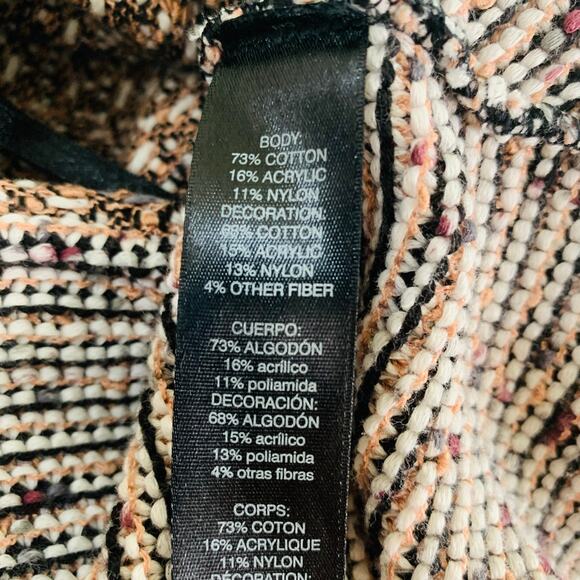 BODY:
73% COTTON
16% ACRYLIC
11% NYLON
DECORATION:
68% COTTON
15% ACRYLIC
13% NYLON
4% OTHER FIBER
CUERPO:
73% ALGODÓN
16% acrílico
11% poliamida
DECORACIÓN:
68% ALGODÓN
15% acrílico
13% poliamida
4% otras fibras
CORPS:
73% COTON
16% ACRYLIQUE
11% NYLON
DÉCORATION: